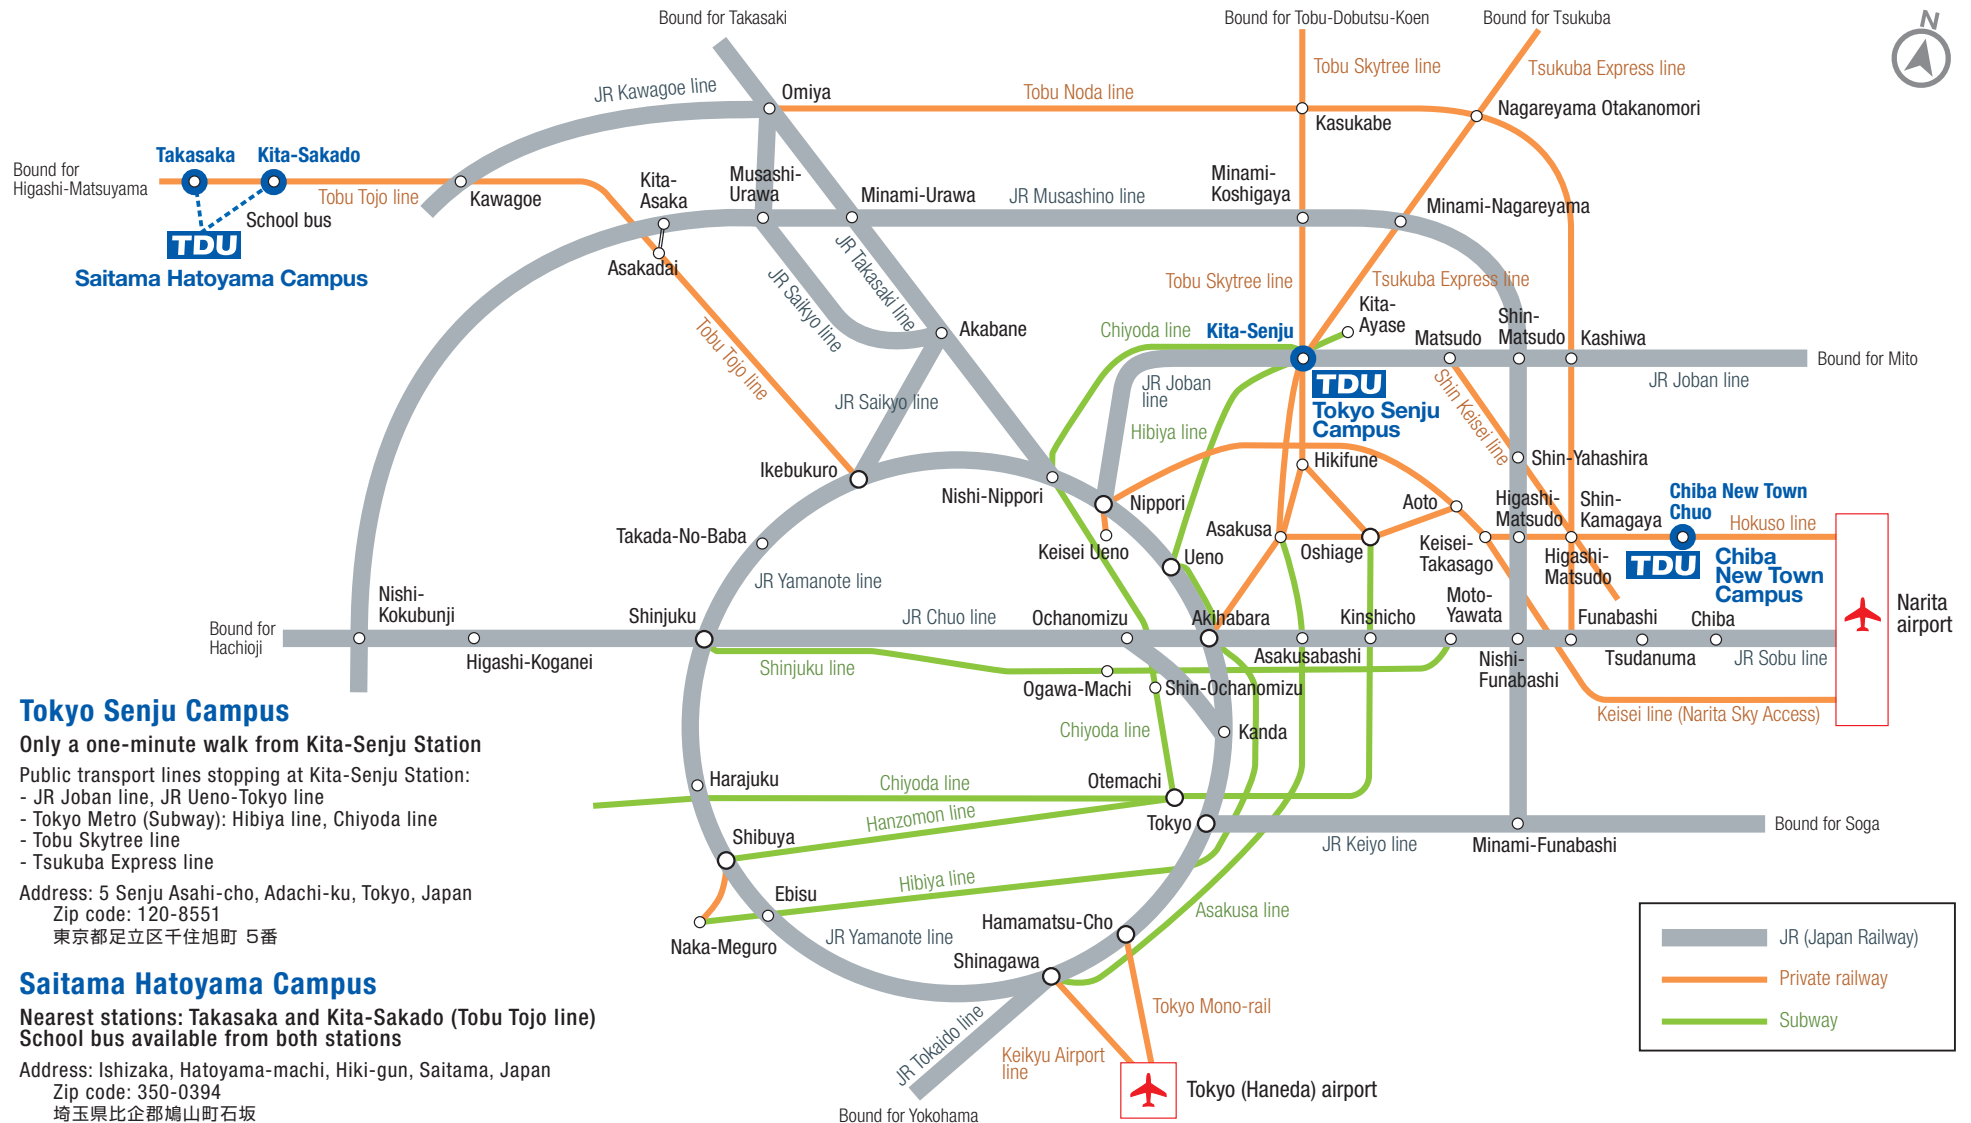 Bound for Takasaki
Bound for Tobu-Dobutsu-Koen
Bound for Tsukuba
N
Tobu Skytree line
Tsukuba Express line
JR Kawagoe line
Omiya
Tobu Noda line
Kasukabe
Nagareyama Otakanomori
Bound for
Higashi-Matsuyama
Takasaka
Kita-Sakado
Tobu Tojo line
Kawagoe
School bus
TDU
Saitama Hatoyama Campus
Kita-
Asaka
Asakadai
Musashi-
Urawa
Minami-Urawa
JR Musashino line
Minami-
Koshigaya
Minami-Nagareyama
JR Saikyo line
JR Takasaki line
Tobu Skytree line
Tsukuba Express line
Kita-
Ayase
Tobu Tojo line
Akabane
Chiyoda line
Kita-Senju
Matsudo
Shin-
Matsudo
Kashiwa
Bound for Mito
JR Joban line
JR Joban
line
TDU
Tokyo Senju
Campus
Shin Keisei line
JR Saikyo line
Hibiya line
Hikifune
Shin-Yahashira
Ikebukuro
Nishi-Nippori
Nippori
Aoto
Higashi-
Matsudo
Shin-
Kamagaya
Chiba New Town
Chuo
Hokuso line
Takada-No-Baba
Keisei Ueno
Ueno
Asakusa
Oshiage
Keisei-
Takasago
Higashi-
Matsudo
TDU
Chiba
New Town
Campus
JR Yamanote line
Nishi-
Kokubunji
Shinjuku
JR Chuo line
Ochanomizu
Akihabara
Kinshicho
Moto-
Yawata
Funabashi
Chiba
Narita
airport
Bound for
Hachioji
Higashi-Koganei
Shinjuku line
Asakusabashi
Nishi-
Funabashi
Tsudanuma
JR Sobu line
Ogawa-Machi
Shin-Ochanomizu
Keisei line (Narita Sky Access)
Chiyoda line
Kanda
Harajuku
Chiyoda line
Otemachi
Hanzomon line
Tokyo
Bound for Soga
JR Keiyo line
Minami-Funabashi
Shibuya
Hibiya line
Ebisu
Naka-Meguro
JR Yamanote line
Hamamatsu-Cho
Asakusa line
Shinagawa
Tokyo Mono-rail
JR Tokaido line
Keikyu Airport
line
Tokyo (Haneda) airport
Bound for Yokohama
JR (Japan Railway)
Private railway
Subway
Tokyo Senju Campus
Only a one-minute walk from Kita-Senju Station
Public transport lines stopping at Kita-Senju Station:
- JR Joban line, JR Ueno-Tokyo line
- Tokyo Metro (Subway): Hibiya line, Chiyoda line
- Tobu Skytree line
- Tsukuba Express line
Address: 5 Senju Asahi-cho, Adachi-ku, Tokyo, Japan
Zip code: 120-8551
東京都足立区千住旭町 5番
Saitama Hatoyama Campus
Nearest stations: Takasaka and Kita-Sakado (Tobu Tojo line)
School bus available from both stations
Address: Ishizaka, Hatoyama-machi, Hiki-gun, Saitama, Japan
Zip code: 350-0394
埼玉県比企郡鳩山町石坂